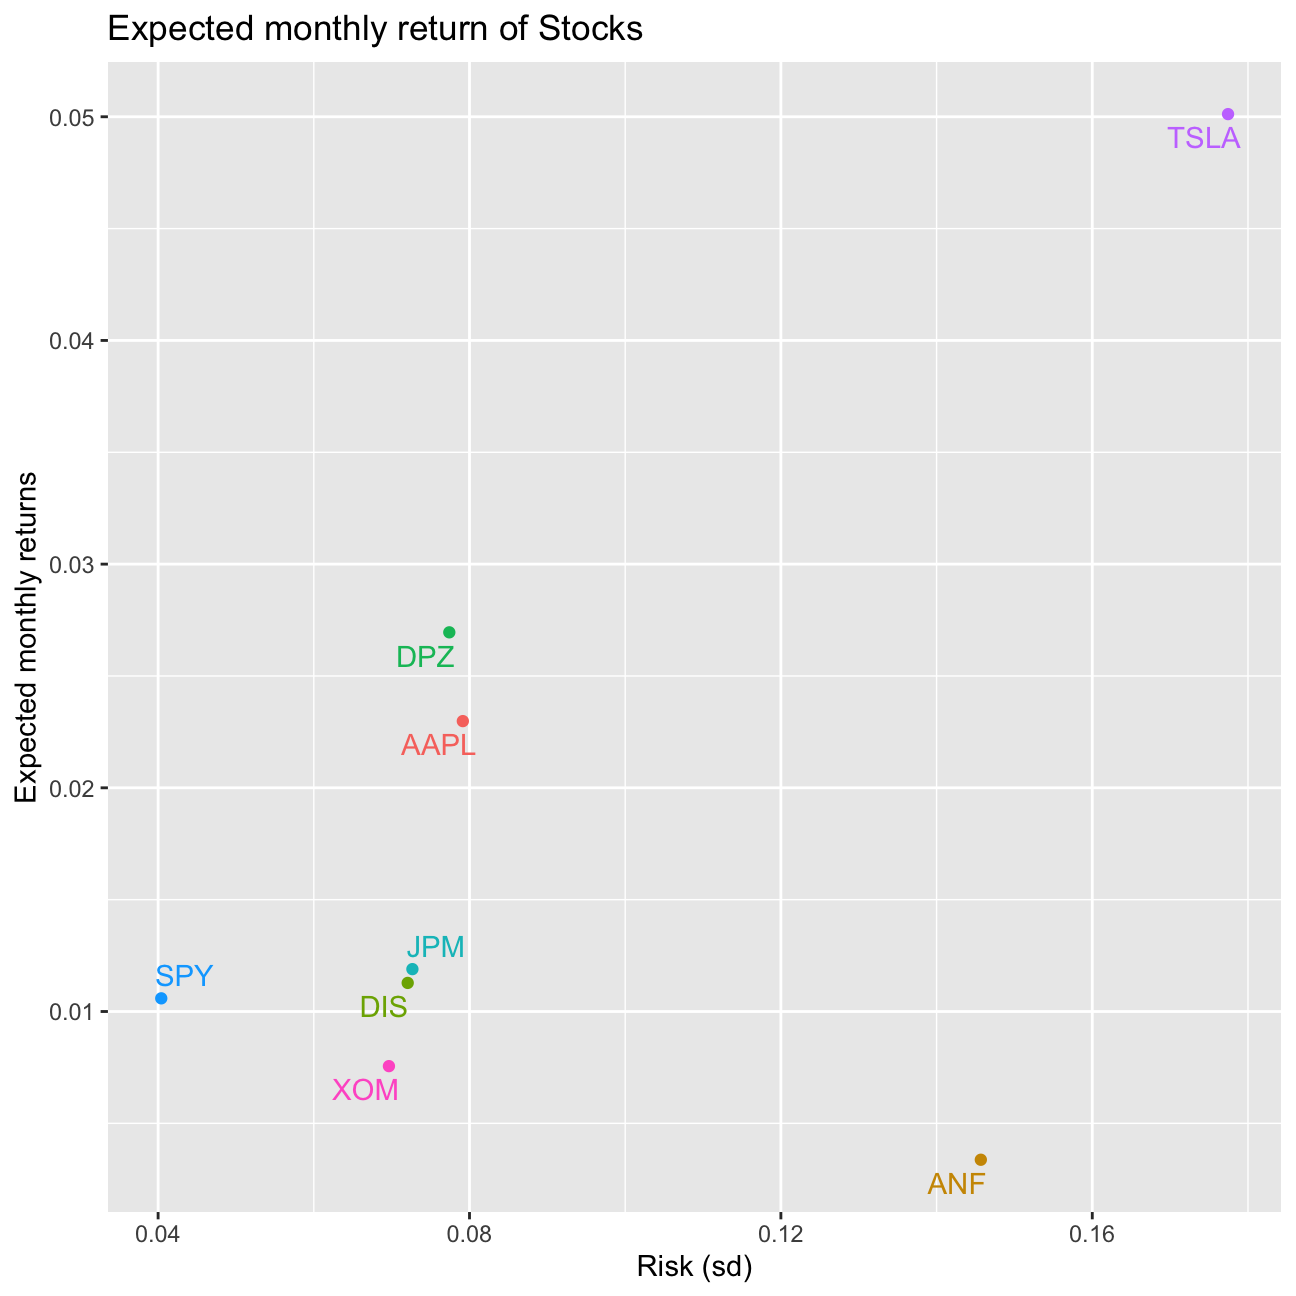 Expected monthly return of Stocks
Expected monthly returns
0.05
0.04
0.03
0.02
0.01
TSLA
DPZ
AAPL
JPM
SPY
DIS
XOM
ANF
0.04
0.08
0.12
0.16
Risk (sd)